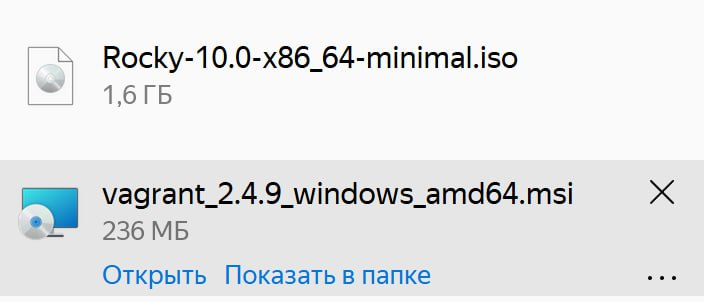 Rocky-10.0-x86_64-minimal.iso
1,6 ГБ
vagrant_2.4.9_windows_amd64.msi
236 МБ
Открыть Показать в папке